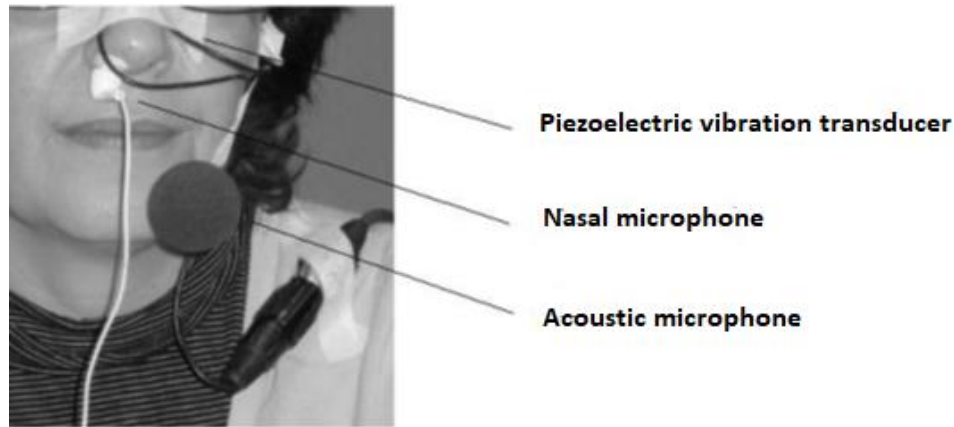 Piezoelectric vibration transducer
Nasal microphone
Acoustic microphone